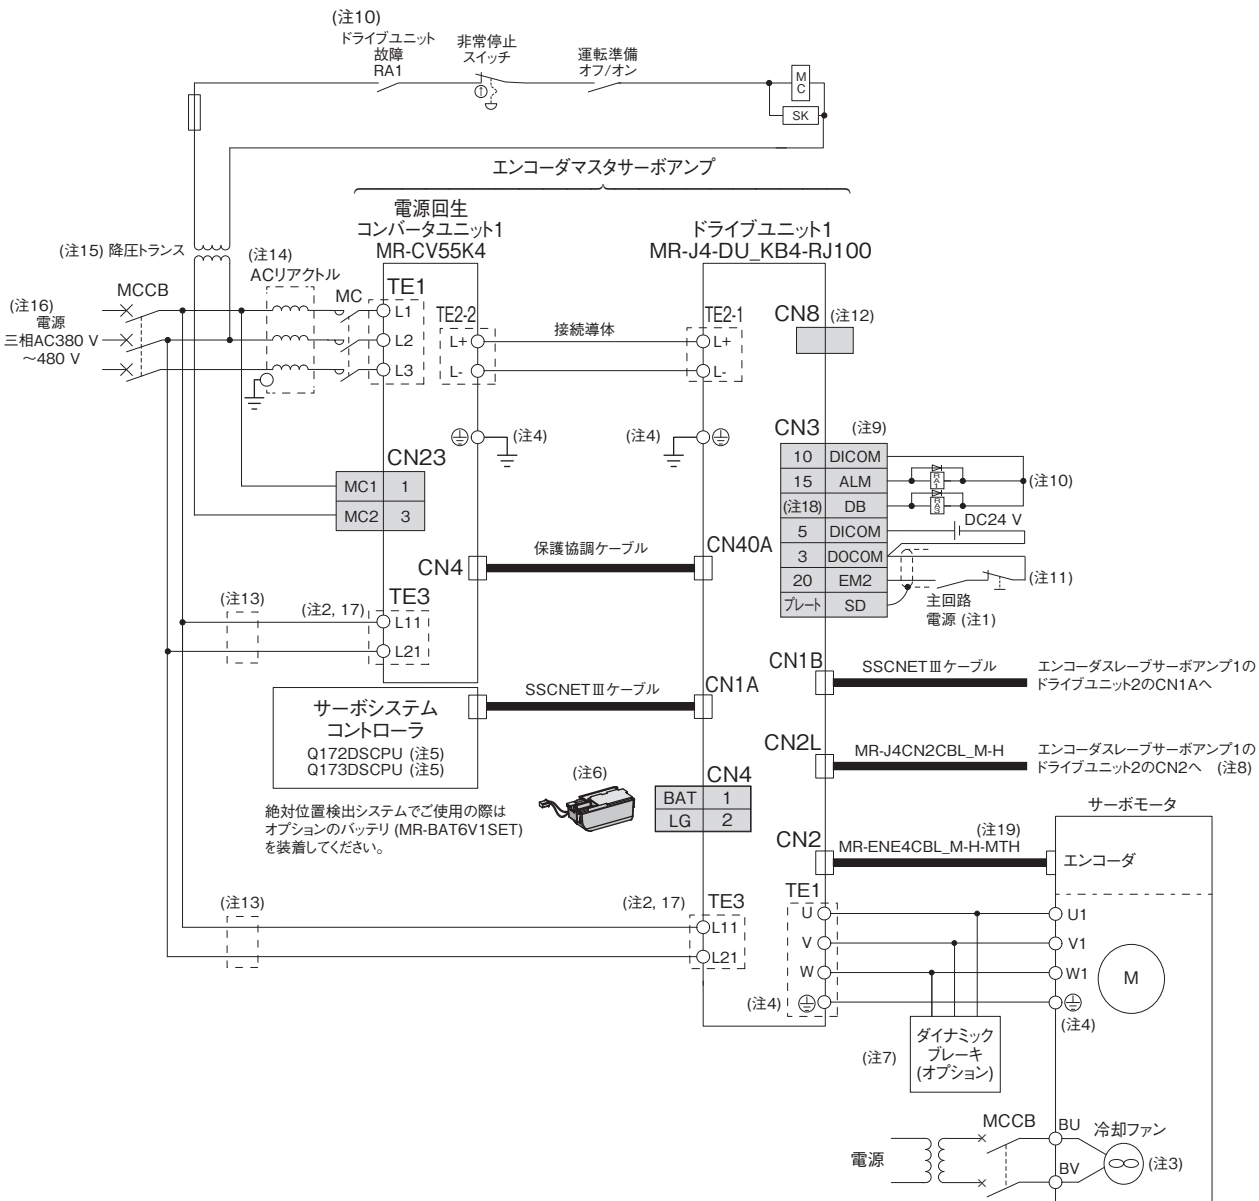 (注10)
ドライブユニット
故障
RA1
非常停止
スイッチ
運転準備
オフ/オン
MC
SK
エンコーダマスタサーボアンプ
電源回生
コンバータユニット1
MR-CV55K4
ドライブユニット1
MR-J4-DU_KB4-RJ100
(注15) 降圧トランス
(注14)
ACリアクトル
MCCB
MC
TE1
(注16)
電源
三相AC380 V
～480 V
L1
L2
L3
TE2-2
L+
L-
接続導体
TE2-1
L+
L-
CN8
(注12)
(注4)
(注4)
CN23
MC1 1
MC2 3
CN3
(注9)
10 DICOM
15 ALM
(注18) DB
5 DICOM
3 DOCOM
20 EM2
プレート SD
RA1
RA3
(注10)
DC24 V
(注11)
主回路
電源 (注1)
CN4
保護協調ケーブル
CN40A
(注13)
(注2, 17)
TE3
L11
L21
CN1B
SSCNETⅢケーブル
エンコーダスレーブサーボアンプ1の
ドライブユニット2のCN1Aへ
サーボシステム
コントローラ
Q172DSCPU (注5)
Q173DSCPU (注5)
SSCNETⅢケーブル
CN1A
CN2L
MR-J4CN2CBL_M-H
エンコーダスレーブサーボアンプ1の
ドライブユニット2のCN2へ (注8)
絶対位置検出システムでご使用の際は
オプションのバッテリ (MR-BAT6V1SET)
を装着してください。
(注6)
CN4
BAT 1
LG 2
サーボモータ
CN2
(注19)
MR-ENE4CBL_M-H-MTH
エンコーダ
(注13)
(注2, 17)
TE3
L11
L21
TE1
U
V
W
(注4)
U1
V1
W1
(注4)
M
(注7)
ダイナミック
ブレーキ
(オプション)
電源
MCCB
BU
BV
冷却ファン
(注3)